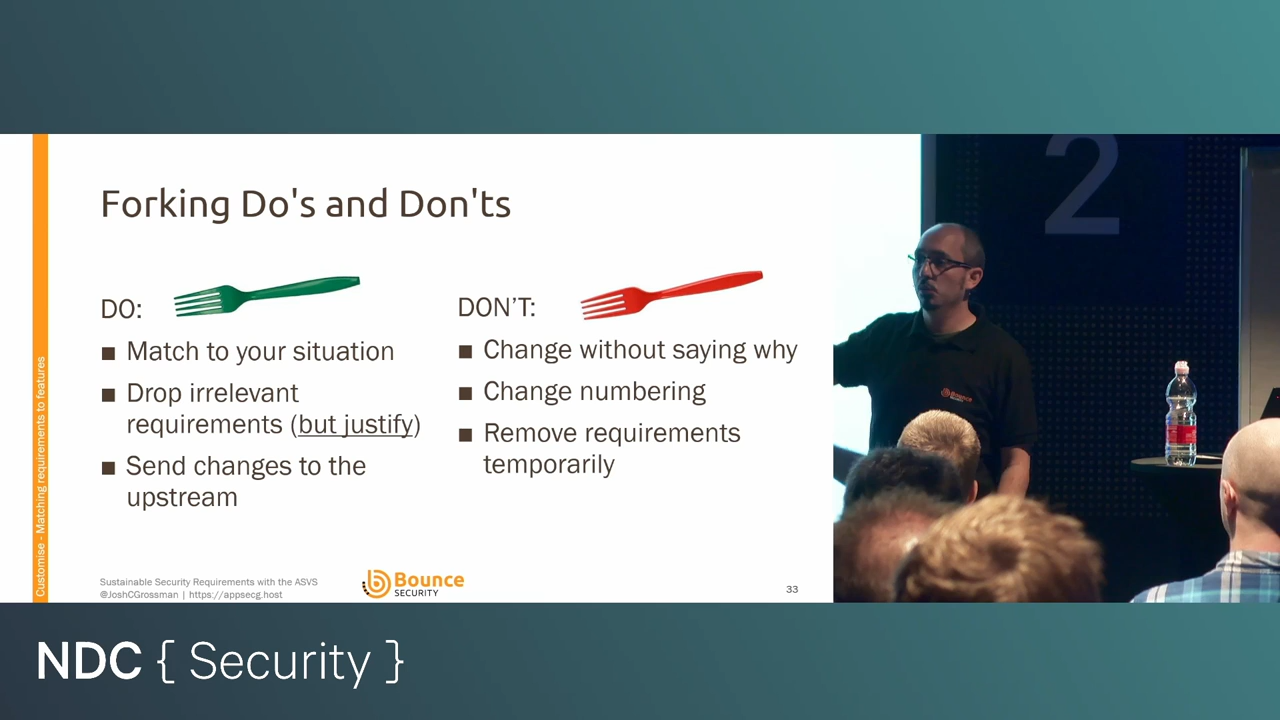 Forking Do's and Don'ts
DO:
■ Match to your situation
■ Drop irrelevant
requirements (but justify)
■ Send changes to the
upstream
DON'T:
■ Change without saying why
■ Change numbering
■ Remove requirements
temporarily
Customise - Matching requirements to features
Sustainable Security Requirements with the ASVS
@JoshCGrossman | https://appsecg.host
Bounce
SECURITY
33
2
Bounce
NDC { Security }